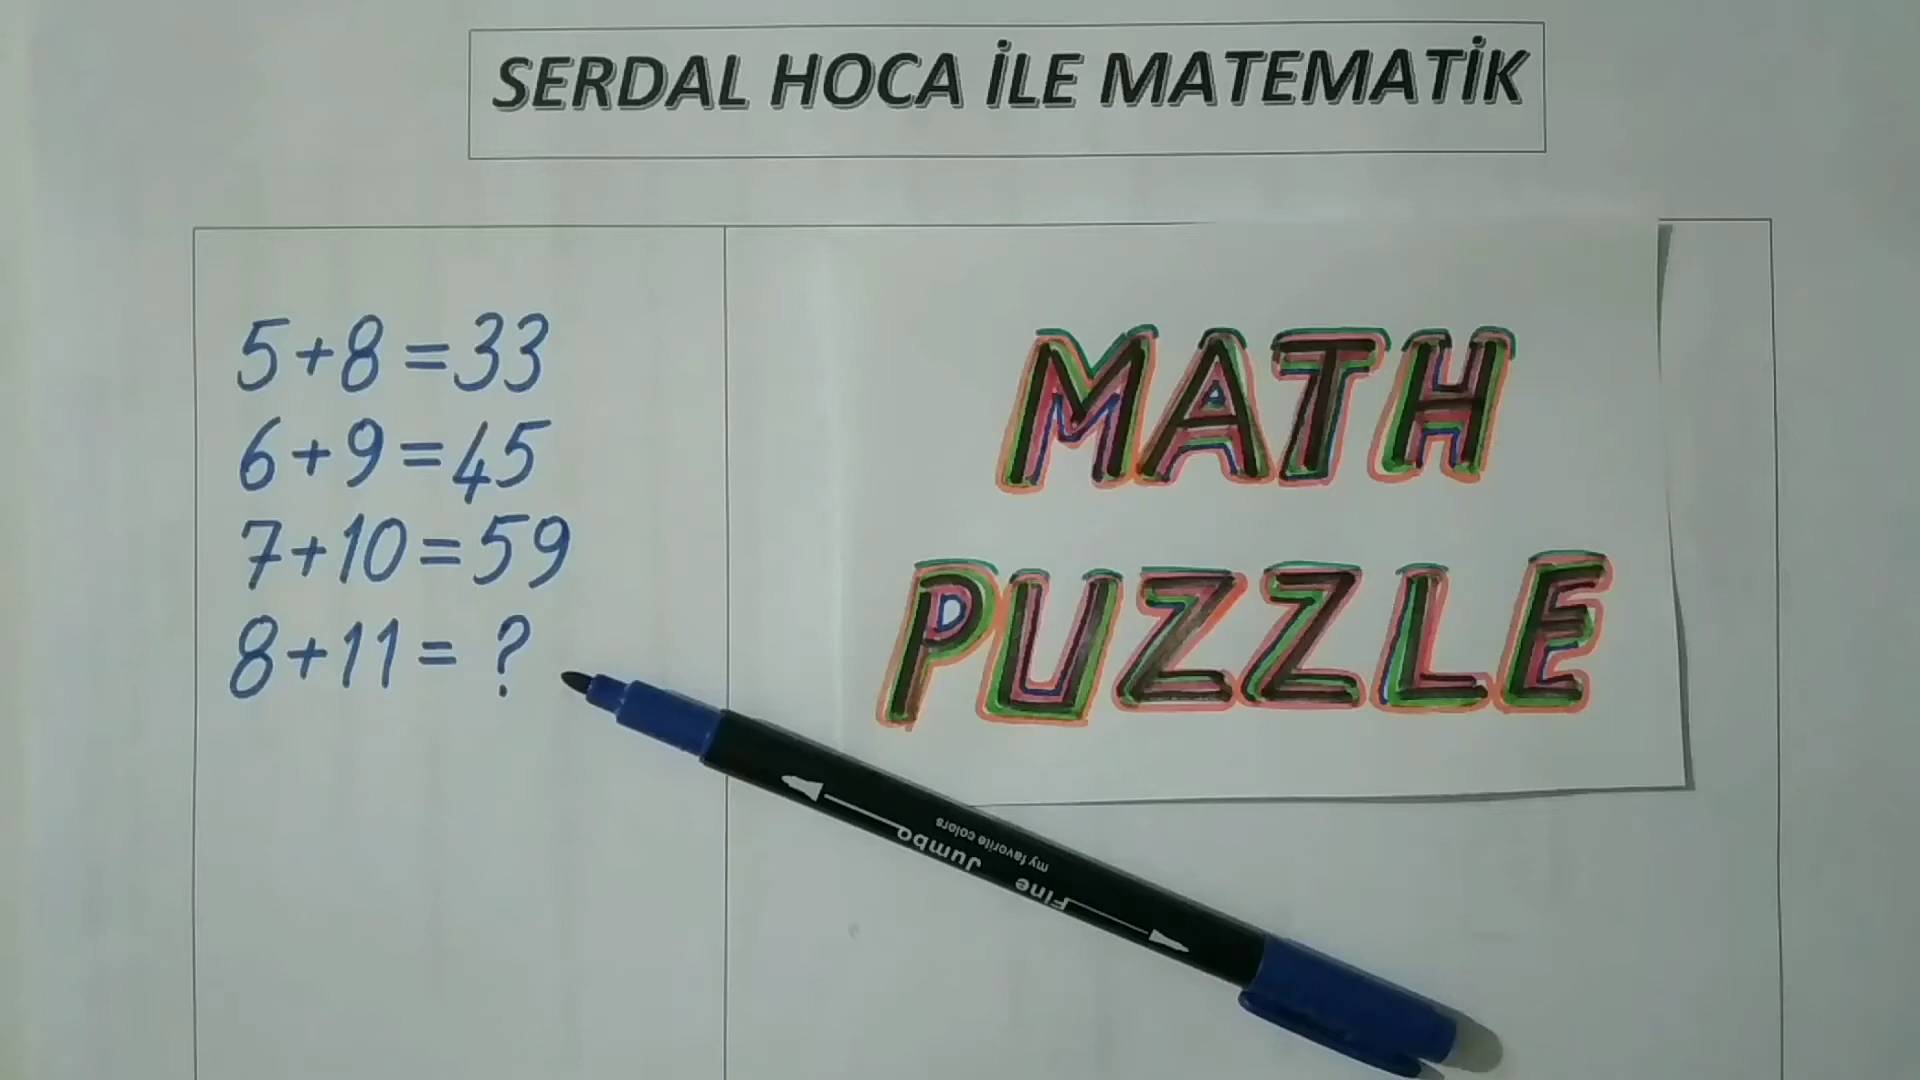 SERDAL HOCA İLE MATEMATİK
5+8=33
6+9=45
7+10=59
8+11= ?
MATH
PUZZLE
my favorite colors
Jumbo
Fine